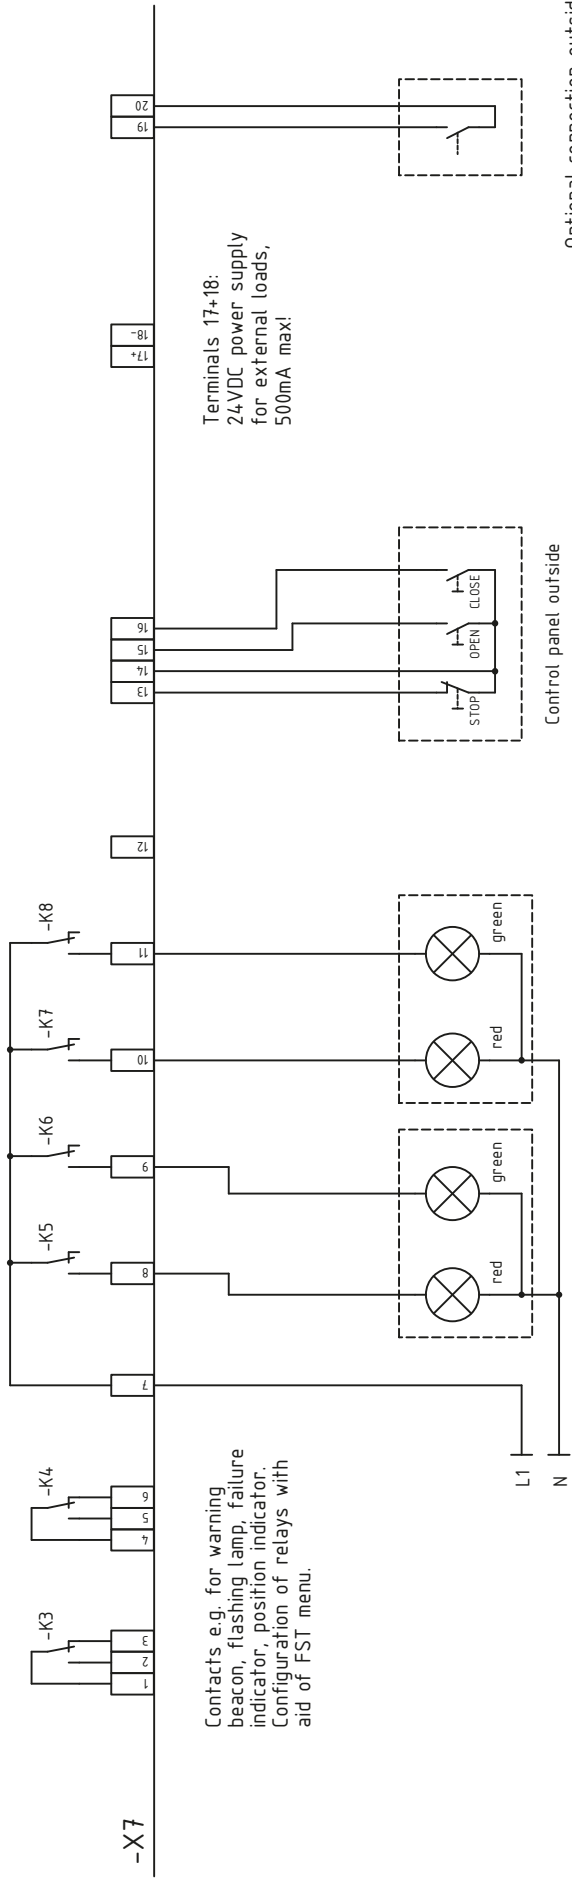 -X7
-K3
-K4
-K5
-K6
-K7
-K8
1
2
3
4
5
6
7
8
9
10
11
12
13
14
15
16
17+
18-
19
20
Contacts e.g. for warning
beacon, flashing lamp, failure
indicator, position indicator.
Configuration of relays with
aid of FST menu.
Terminals 17+18:
24VDC power supply
for external loads,
500mA max!
L1
N
red
green
red
green
STOP
OPEN
CLOSE
Control panel outside
Optional connection outsid